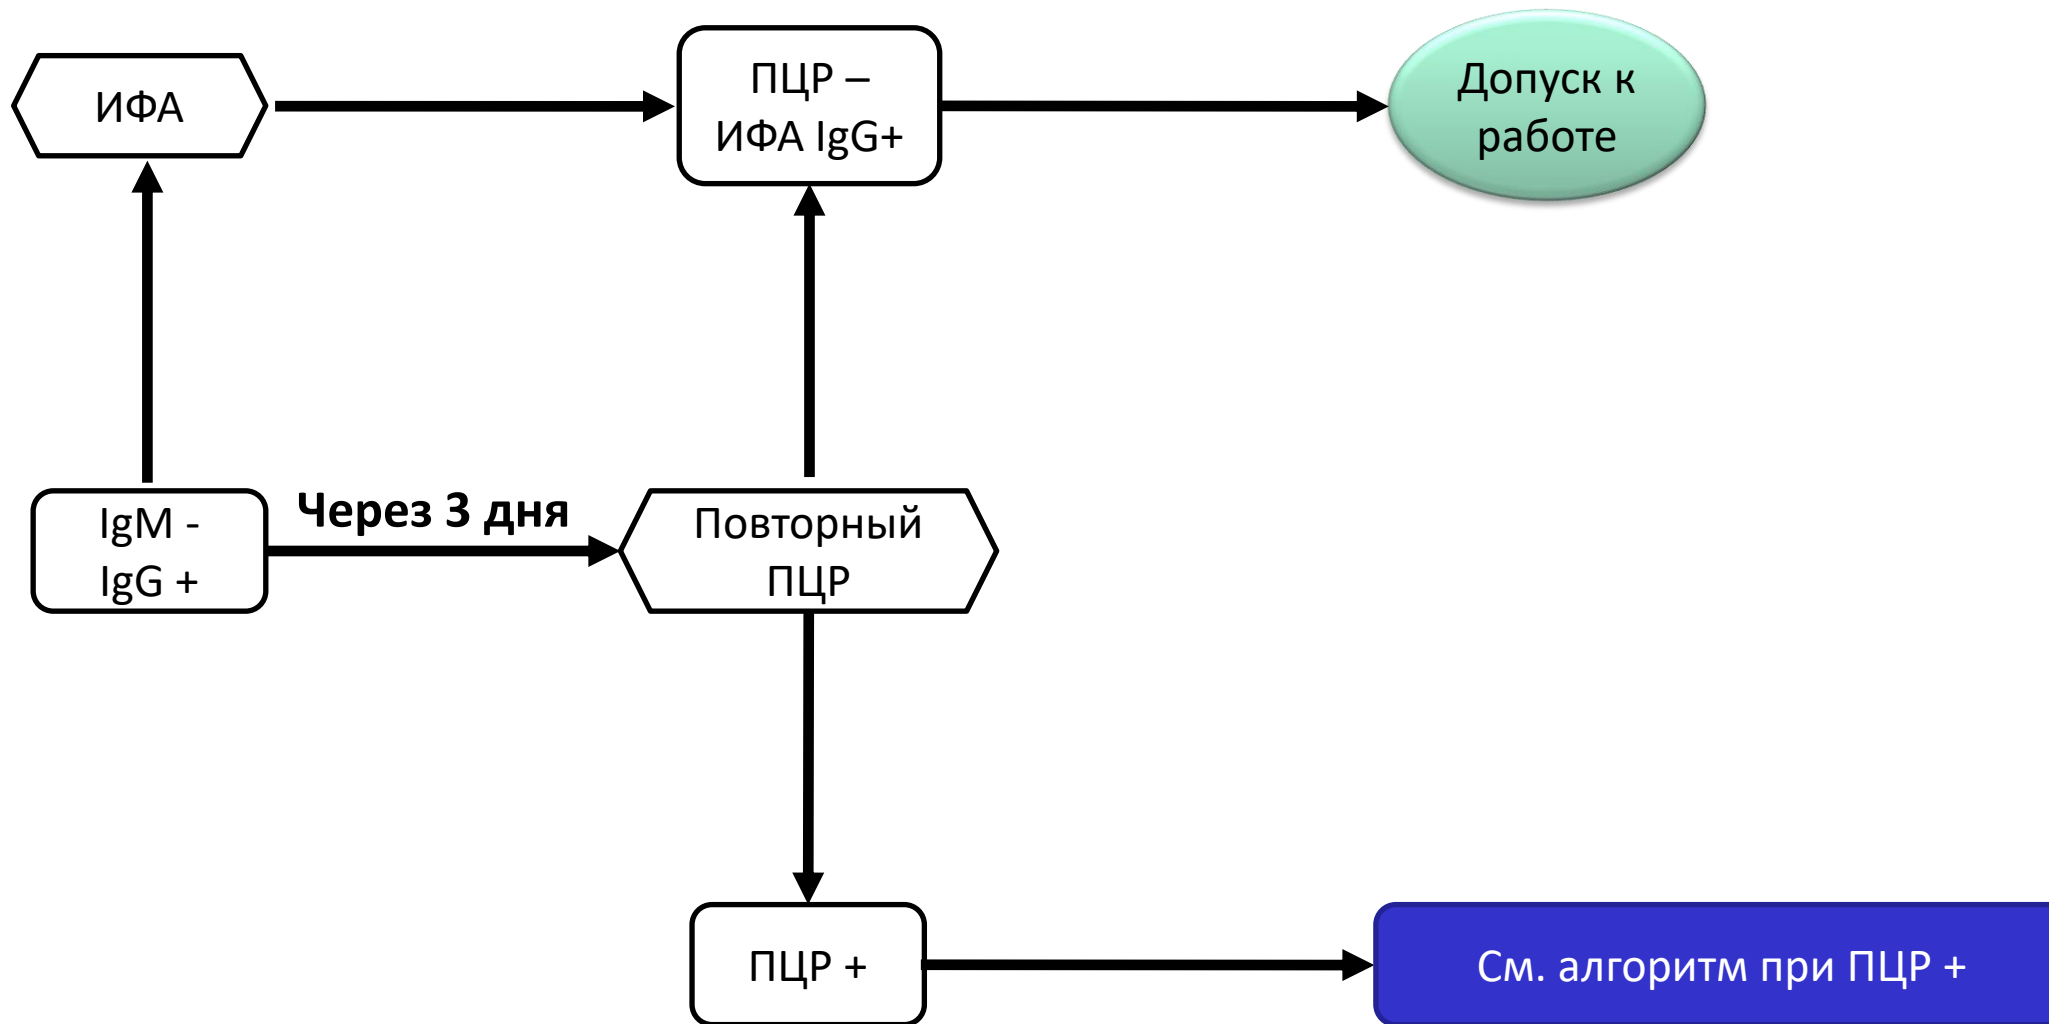 ИФА
ПЦР –
ИФА IgG+
Допуск к
работе
IgM -
IgG +
Через 3 дня
Повторный
ПЦР
ПЦР +
См. алгоритм при ПЦР +